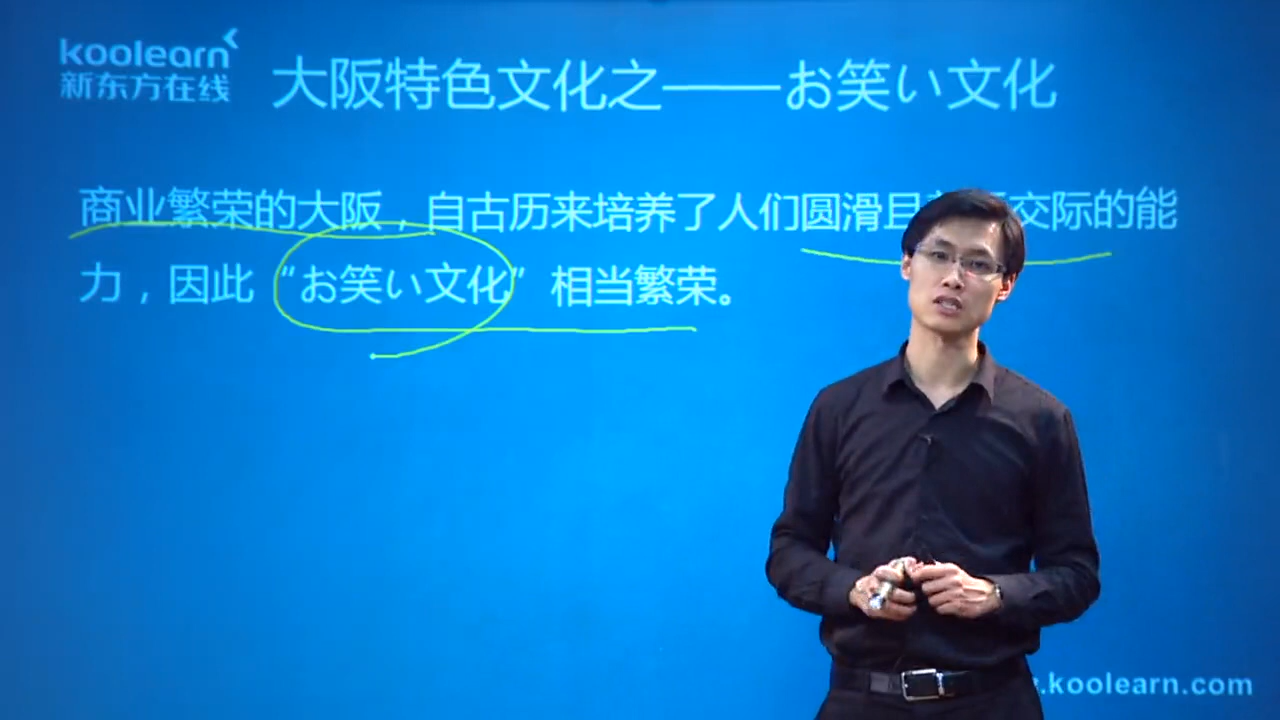 koolearn
新东方在线
大阪特色文化之——お笑い文化
商业繁荣的大阪，自古历来培养了人们圆滑且 交际的能
力，因此“お笑い文化”相当繁荣。
.koolearn.com